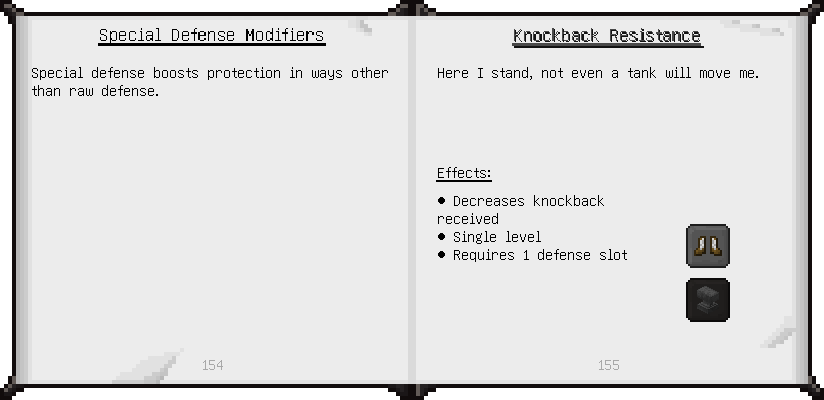 Special Defense Modifiers
Special defense boosts protection in ways other
than raw defense.
154
Knockback Resistance
Here I stand, not even a tank will move me.
Effects:
• Decreases knockback
received
• Single level
• Requires 1 defense slot
155